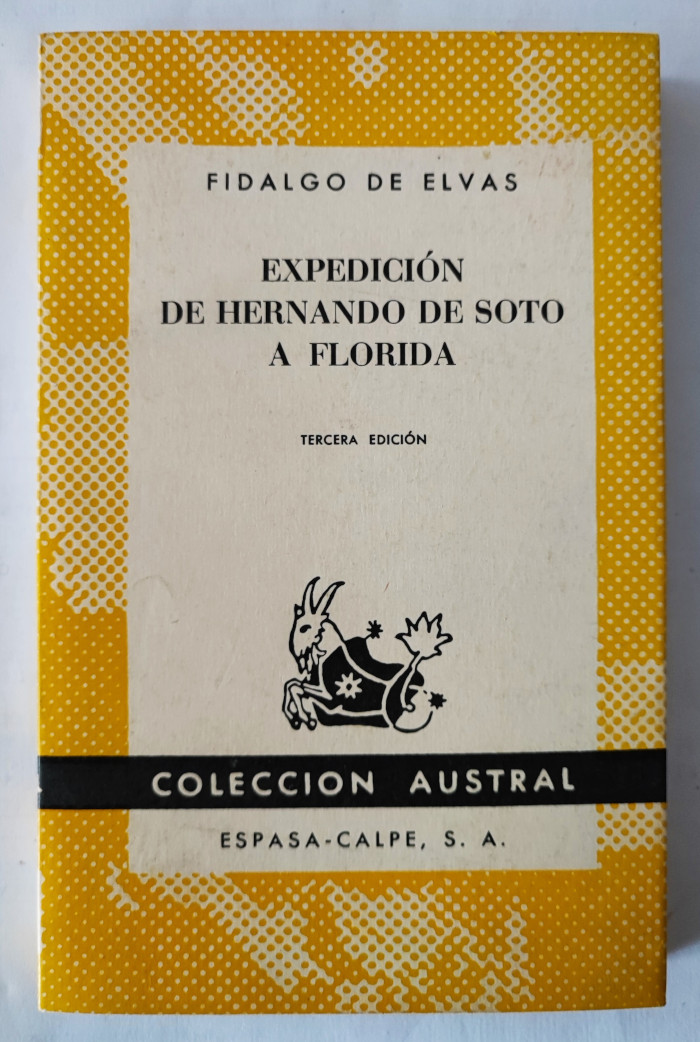 FIDALGO DE ELVAS
EXPEDICIÓN
DE HERNANDO DE SOTO
A FLORIDA
TERCERA EDICIÓN
COLECCION AUSTRAL
ESPASA-CALPE, S. A.